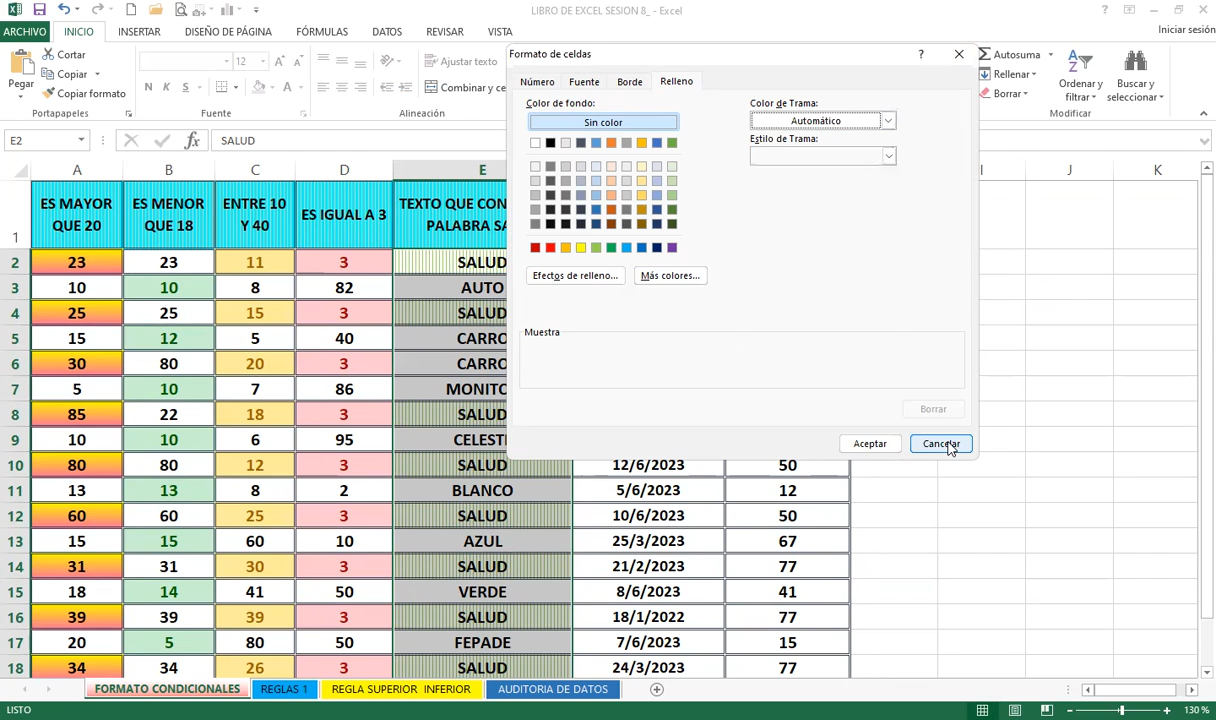 LIBRO DE EXCEL SESION 8_ - Excel
ARCHIVO INICIO INSERTAR DISEÑO DE PÁGINA FÓRMULAS DATOS REVISAR VISTA Iniciar sesión
Pegar
Cortar
Copiar
Copiar formato
Portapapeles
12
N K S
Fuente
Ajustar texto
Combinar y ce
Alineación
Autosuma
Rellenar
Borrar
Ordenar y filtrar
Buscar y seleccionar
Modificar
E2 fx SALUD
Formato de celdas
Número Fuente Borde Relleno
Color de fondo:
Sin color
Efectos de relleno... Más colores...
Color de Trama:
Automático
Estilo de Trama:
Muestra
Borrar
Aceptar Cancelar
A B C D E I J K
1 ES MAYOR QUE 20 ES MENOR QUE 18 ENTRE 10 Y 40 ES IGUAL A 3 TEXTO QUE CON PALABRA SA
2 23 23 11 3 SALUD
3 10 10 8 82 AUTO
4 25 25 15 3 SALUD
5 15 12 5 40 CARRO
6 30 80 20 3 CARRO
7 5 10 7 86 MONITO
8 85 22 18 3 SALUD
9 10 10 6 95 CELESTE
10 80 80 12 3 SALUD 12/6/2023 50
11 13 13 8 2 BLANCO 5/6/2023 12
12 60 60 25 3 SALUD 10/6/2023 50
13 15 15 60 10 AZUL 25/3/2023 67
14 31 31 30 3 SALUD 21/2/2023 77
15 18 14 41 50 VERDE 8/6/2023 41
16 39 39 39 3 SALUD 18/1/2022 77
17 20 5 80 50 FEPADE 7/6/2023 15
18 34 34 26 3 SALUD 24/3/2023 77
FORMATO CONDICIONALES REGLAS 1 REGLA SUPERIOR INFERIOR AUDITORIA DE DATOS
LISTO 130 %